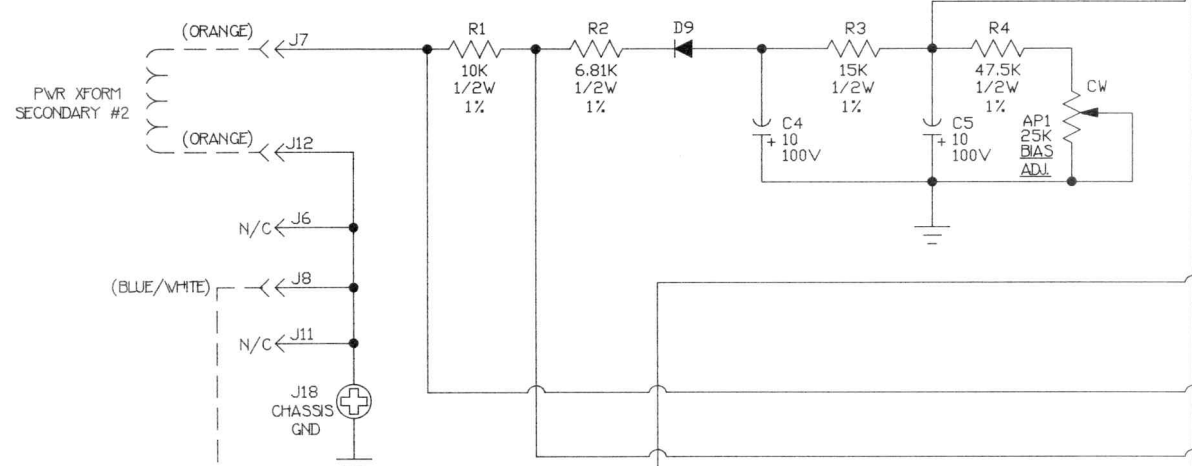 (ORANGE)
J7
R1
10K
1/2W
1%
R2
6.81K
1/2W
1%
D9
R3
15K
1/2W
1%
R4
47.5K
1/2W
1%
CW
PWR XFORM
SECONDARY #2
C4
+ 10
100V
C5
+ 10
100V
AP1
25K
BIAS
ADJ.
(ORANGE)
J12
N/C
J6
(BLUE/WHITE)
J8
N/C
J11
J18
CHASSIS
GND